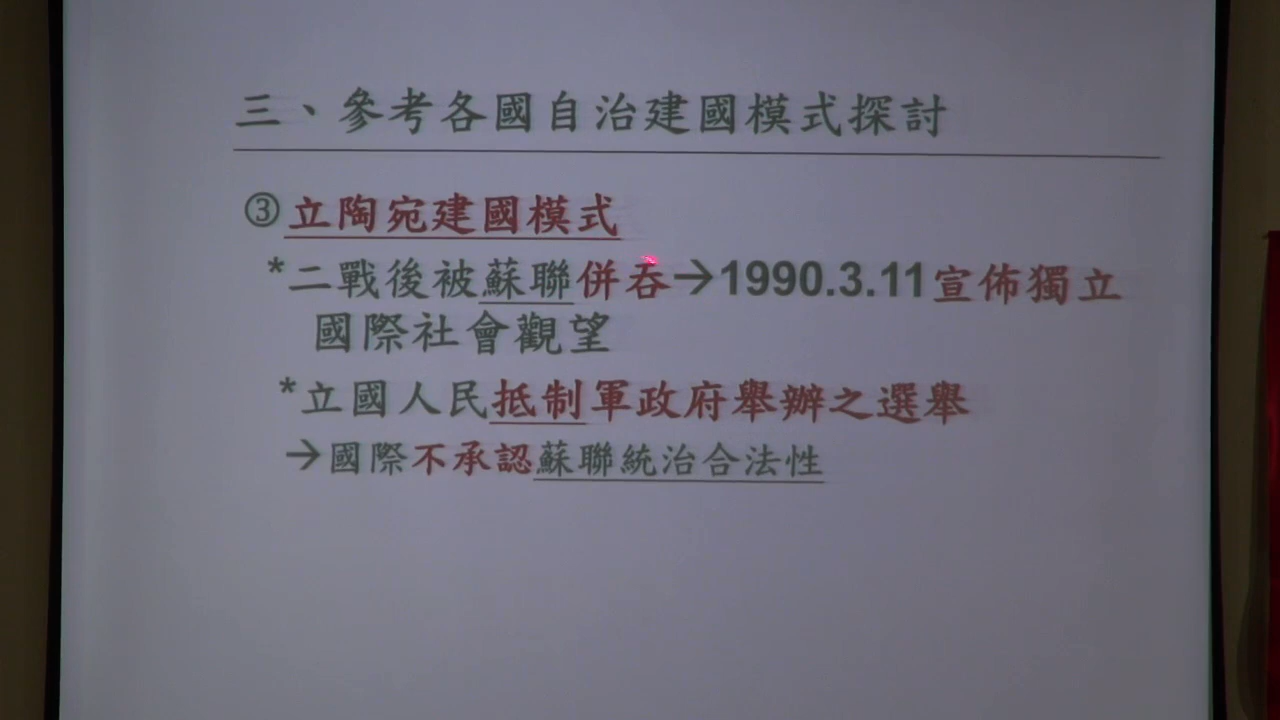 三、參考各國自治建國模式探討
③立陶宛建國模式
*二戰後被蘇聯併吞→1990.3.11宣佈獨立
國際社會觀望
*立國人民抵制軍政府舉辦之選舉
→國際不承認蘇聯統治合法性